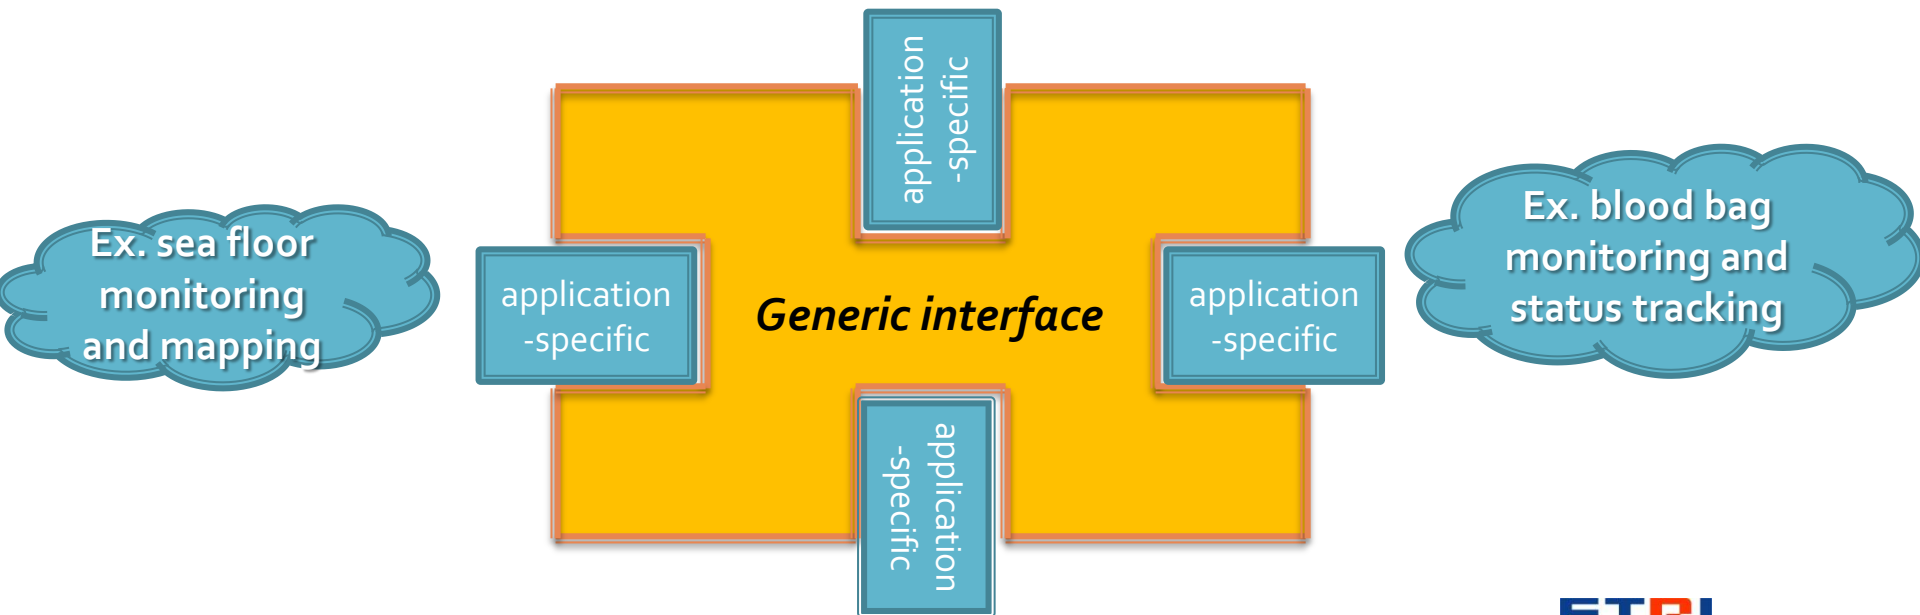 application
-specific
Ex. sea floor
monitoring
and mapping
application
-specific
Generic interface
application
-specific
Ex. blood bag
monitoring and
status tracking
application
-specific
ETRI